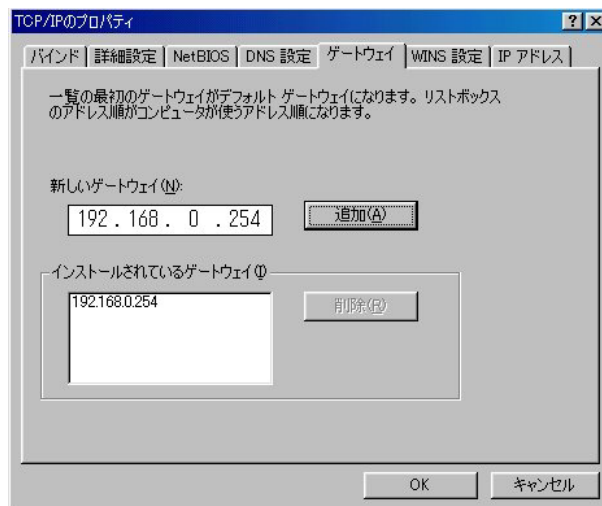 TCP/IPのプロパティ
バインド 詳細設定 NetBIOS DNS 設定 ゲートウェイ WINS 設定 IP アドレス
一覧の最初のゲートウェイがデフォルト ゲートウェイになります。リストボックス
のアドレス順がコンピュータが使うアドレス順になります。
新しいゲートウェイ(N):
192 . 168 . 0 . 254 追加(A)
インストールされているゲートウェイ(I)
192.168.0.254 削除(R)
OK キャンセル